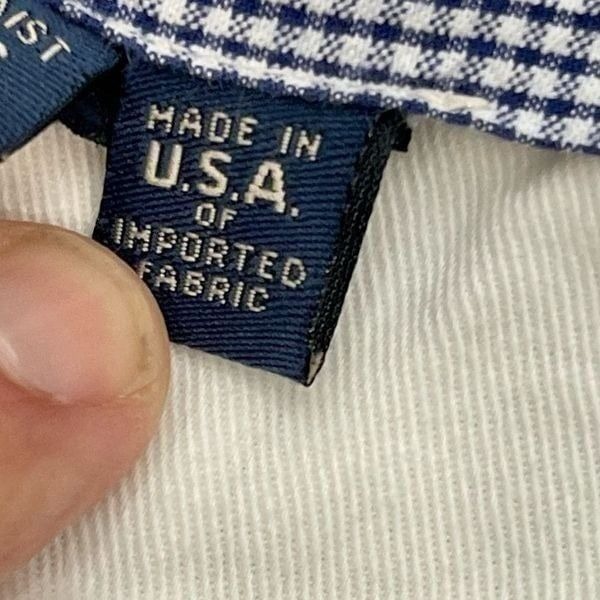 MADE IN
U.S.A.
OF
IMPORTED
FABRIC